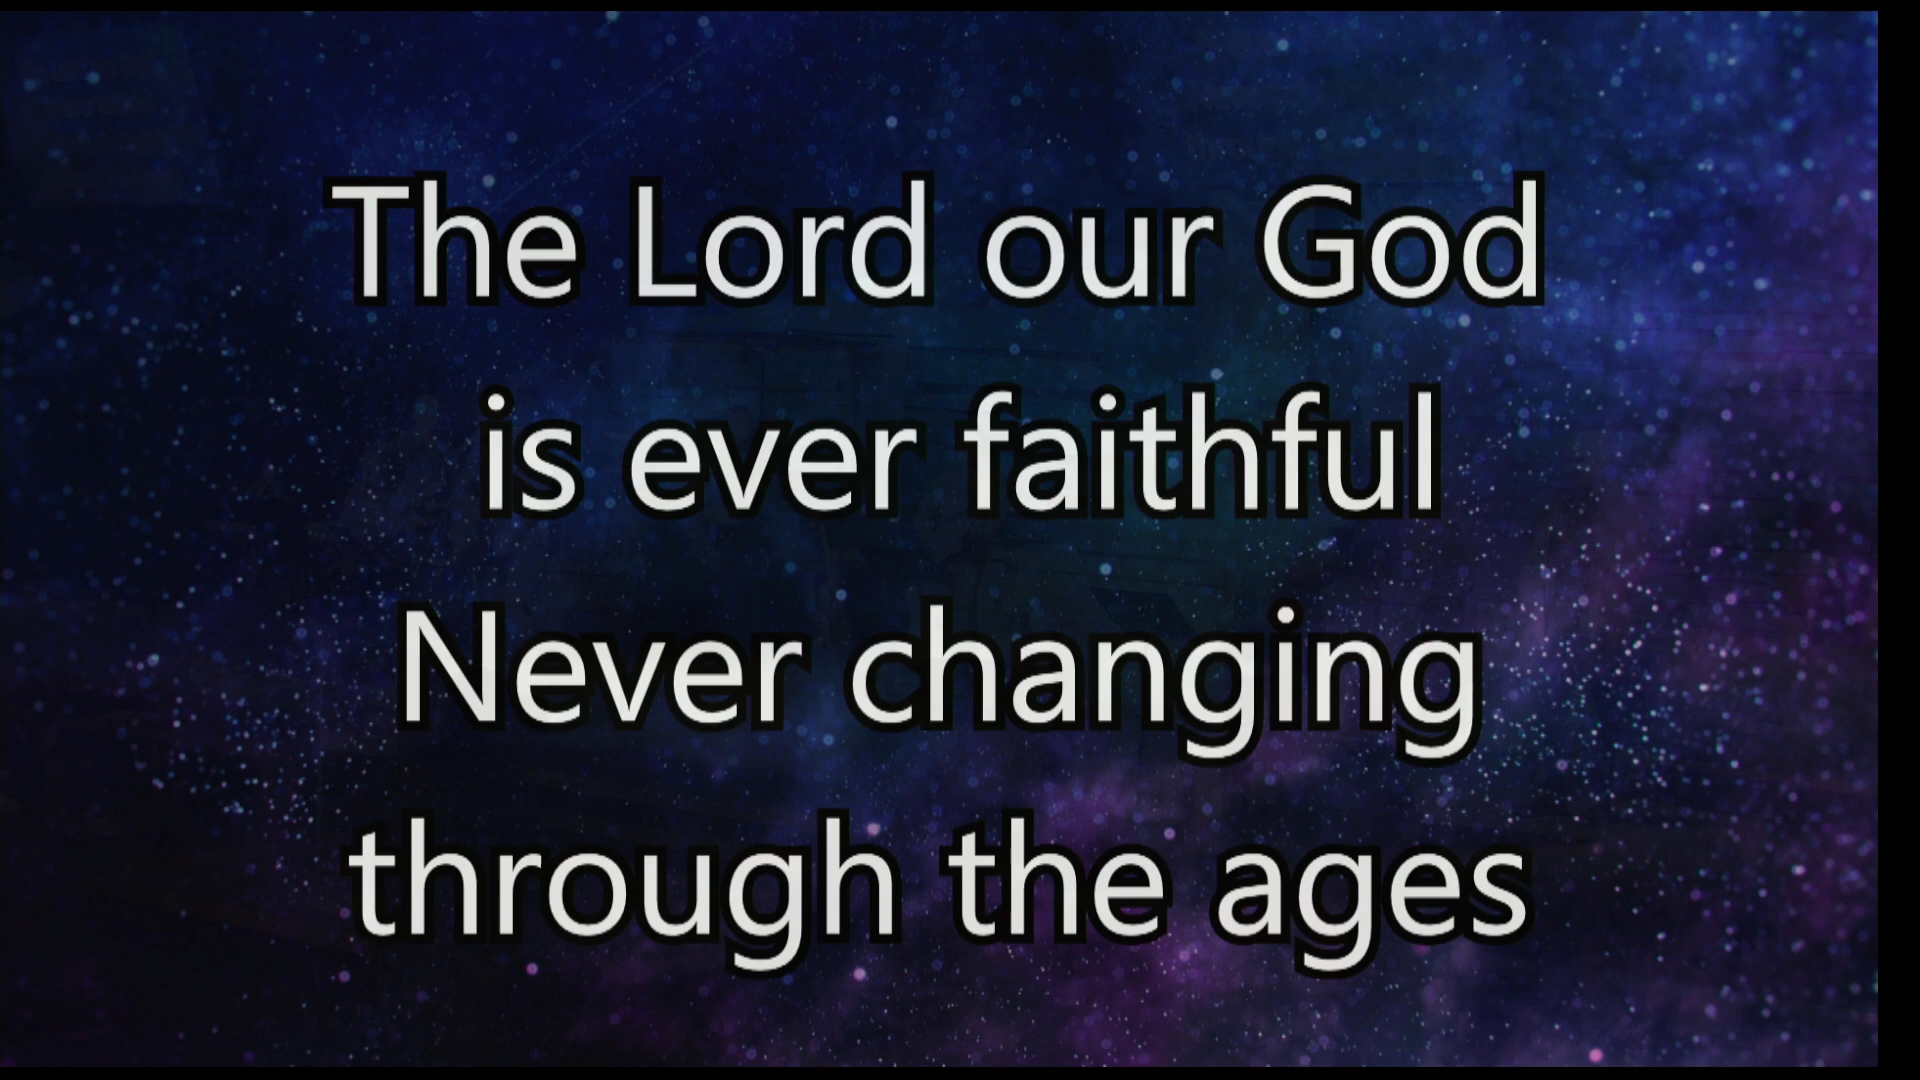 The Lord our God
is ever faithful
Never changing
through the ages